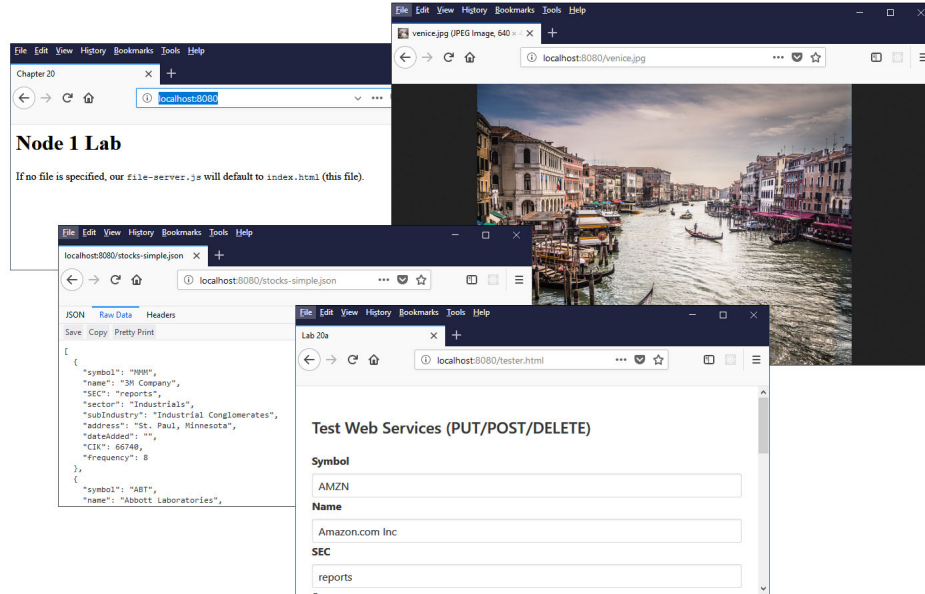 File Edit View History Bookmarks Tools Help
Chapter 20
localhost:8080
Node 1 Lab
If no file is specified, our file-server.js will default to index.html (this file).
File Edit View History Bookmarks Tools Help
venice.jpg (JPEG Image, 640 ×
localhost:8080/venice.jpg
File Edit View History Bookmarks Tools Help
localhost:8080/stocks-simple.json
localhost:8080/stocks-simple.json
JSON Raw Data Headers
Save Copy Pretty Print
[
{
"symbol": "MMM",
"name": "3M Company",
"SEC": "reports",
"sector": "Industrials",
"subIndustry": "Industrial Conglomerates",
"address": "St. Paul, Minnesota",
"dateAdded": "",
"CIK": 66740,
"frequency": 8
},
{
"symbol": "ABT",
"name": "Abbott Laboratories",
File Edit View History Bookmarks Tools Help
Lab 20a
localhost:8080/tester.html
Test Web Services (PUT/POST/DELETE)
Symbol
AMZN
Name
Amazon.com Inc
SEC
reports